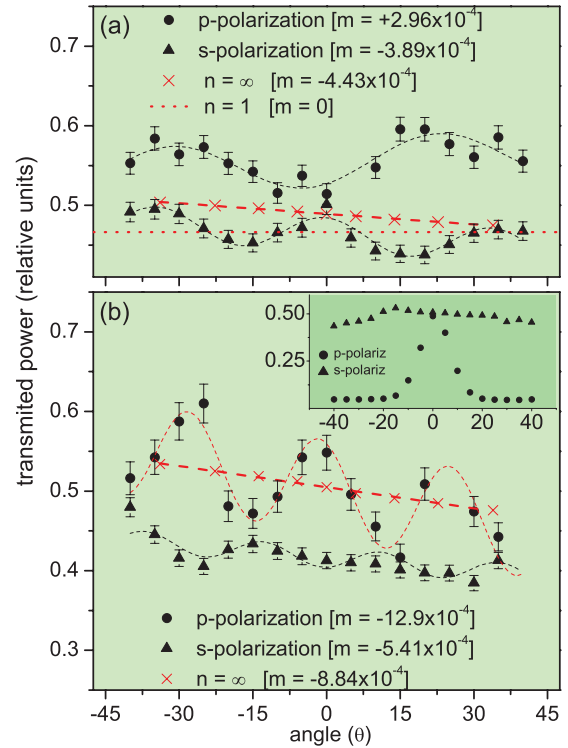 (a)
p-polarization [m = +2.96x10⁻⁴]
s-polarization [m = -3.89x10⁻⁴]
n = ∞ [m = -4.43x10⁻⁴]
n = 1 [m = 0]
0.7
0.6
0.5
0.4
transmited power (relative units)
(b)
0.50
0.25
p-polariz
s-polariz
-40 -20 0 20 40
0.7
0.6
0.5
0.4
0.3
p-polarization [m = -12.9x10⁻⁴]
s-polarization [m = -5.41x10⁻⁴]
n = ∞ [m = -8.84x10⁻⁴]
-45 -30 -15 0 15 30 45
angle (θ)